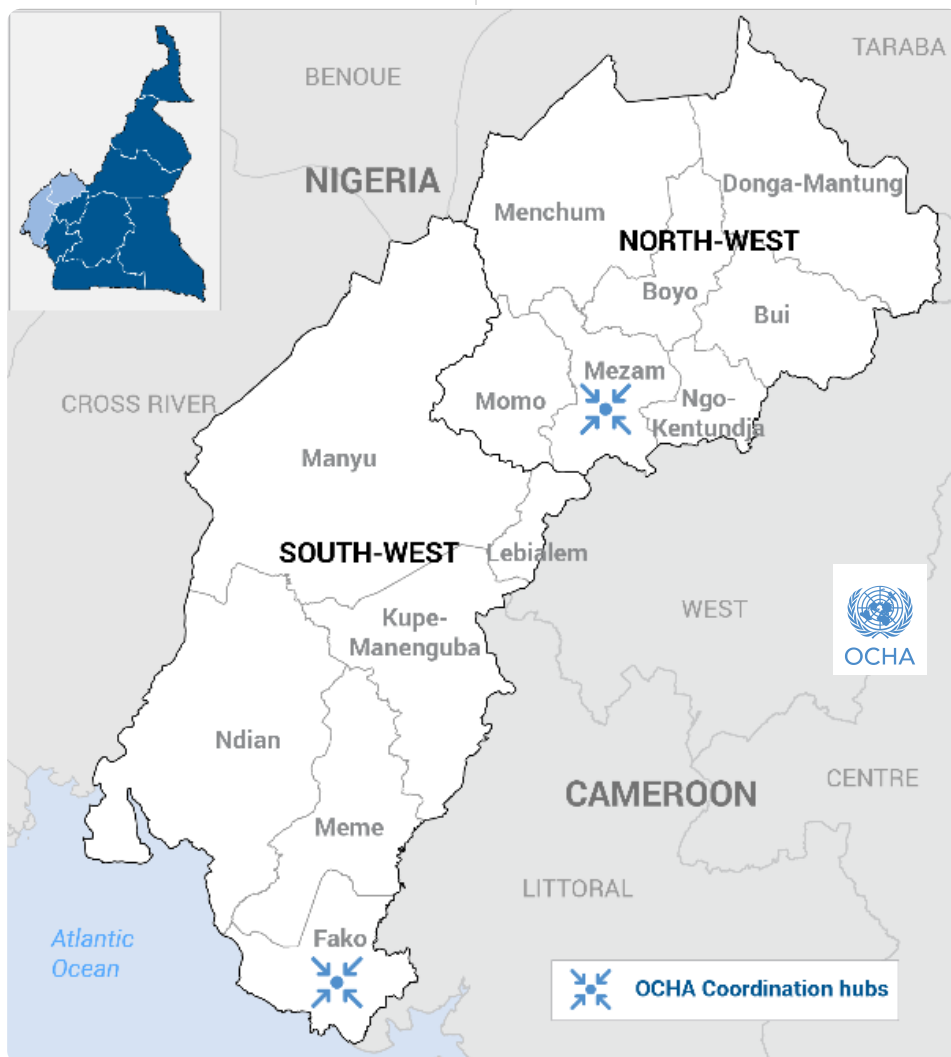 TARABA
BENOUE
NIGERIA
Donga-Mantung
Menchum
NORTH-WEST
Boyo
Bui
Mezam
CROSS RIVER
Momo
Ngo-
Kentundja
Manyu
SOUTH-WEST
Lebialem
WEST
Kupe-
Manenguba
OCHA
Ndian
CAMEROON
CENTRE
Meme
LITTORAL
Atlantic
Ocean
Fako
OCHA Coordination hubs